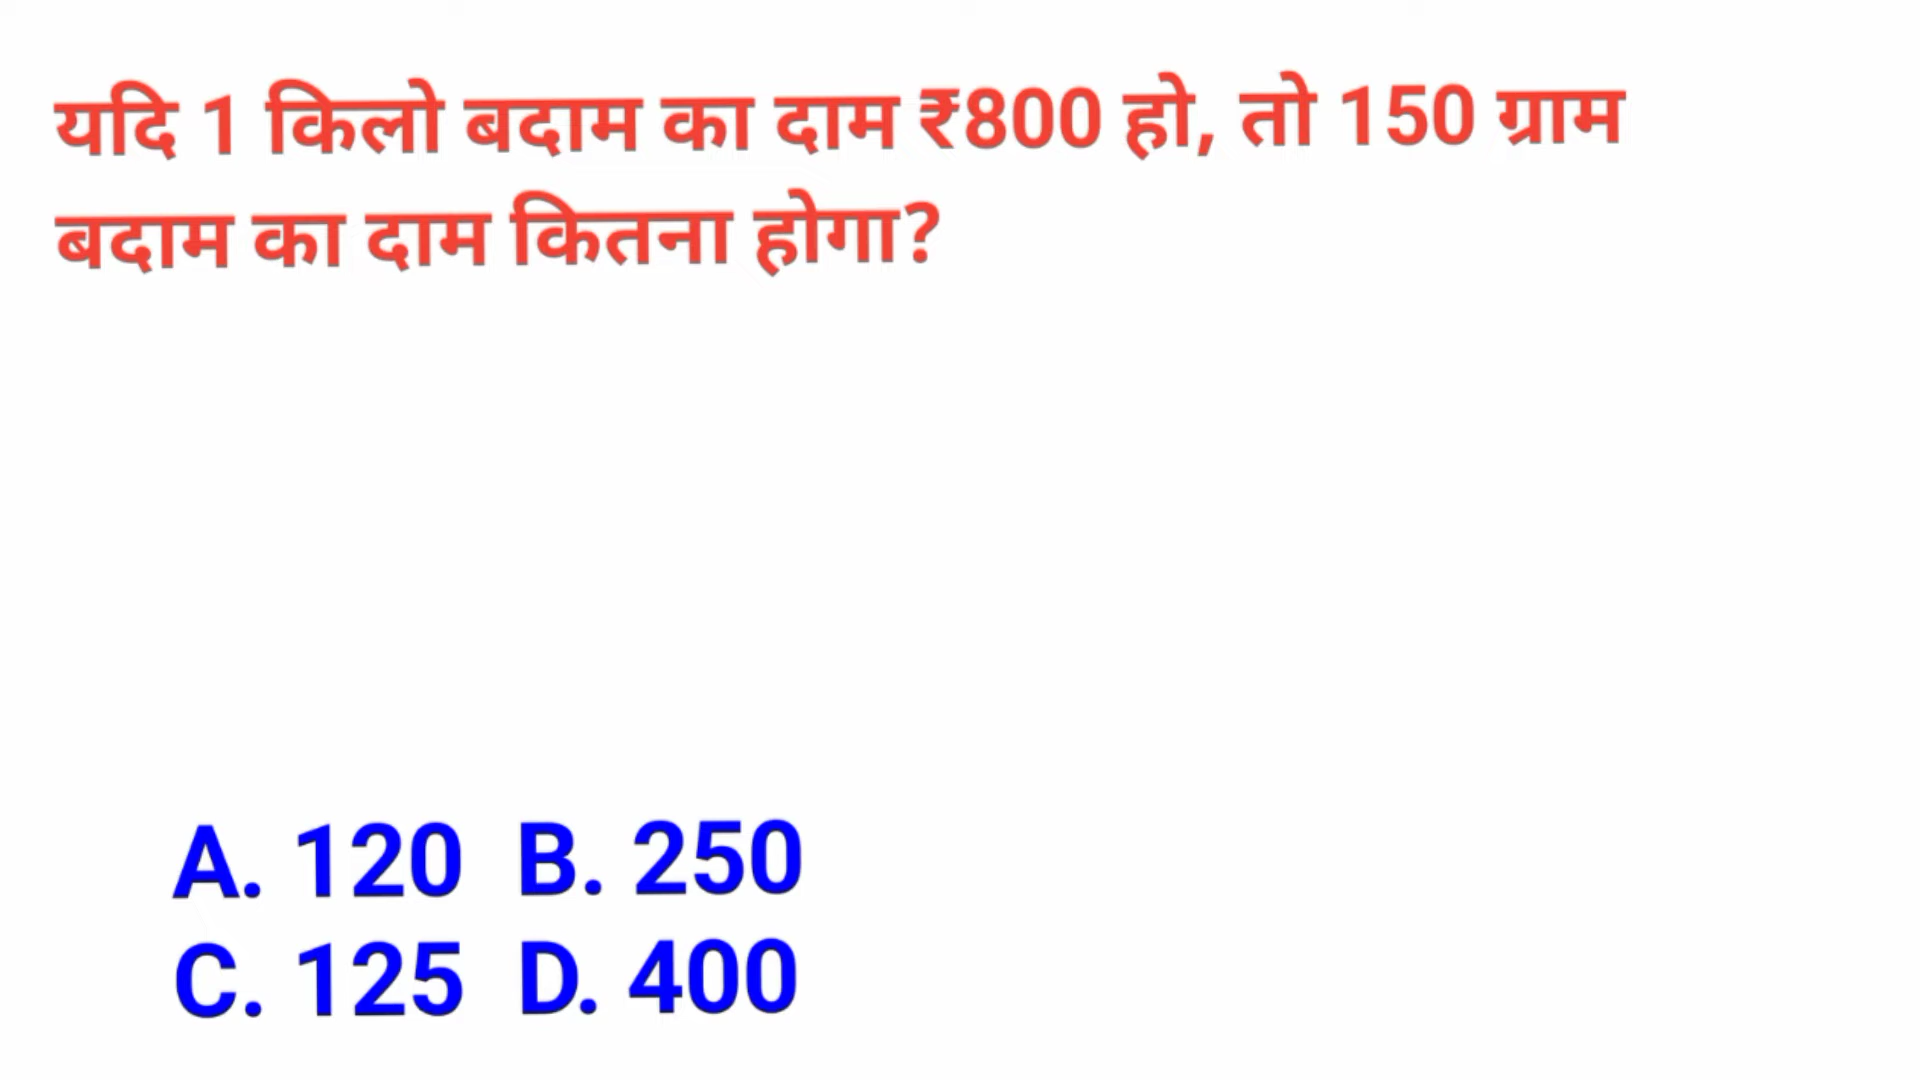 यदि 1 किलो बदाम का दाम ₹800 हो, तो 150 ग्राम
बदाम का दाम कितना होगा?
A. 120 B. 250
C. 125 D. 400